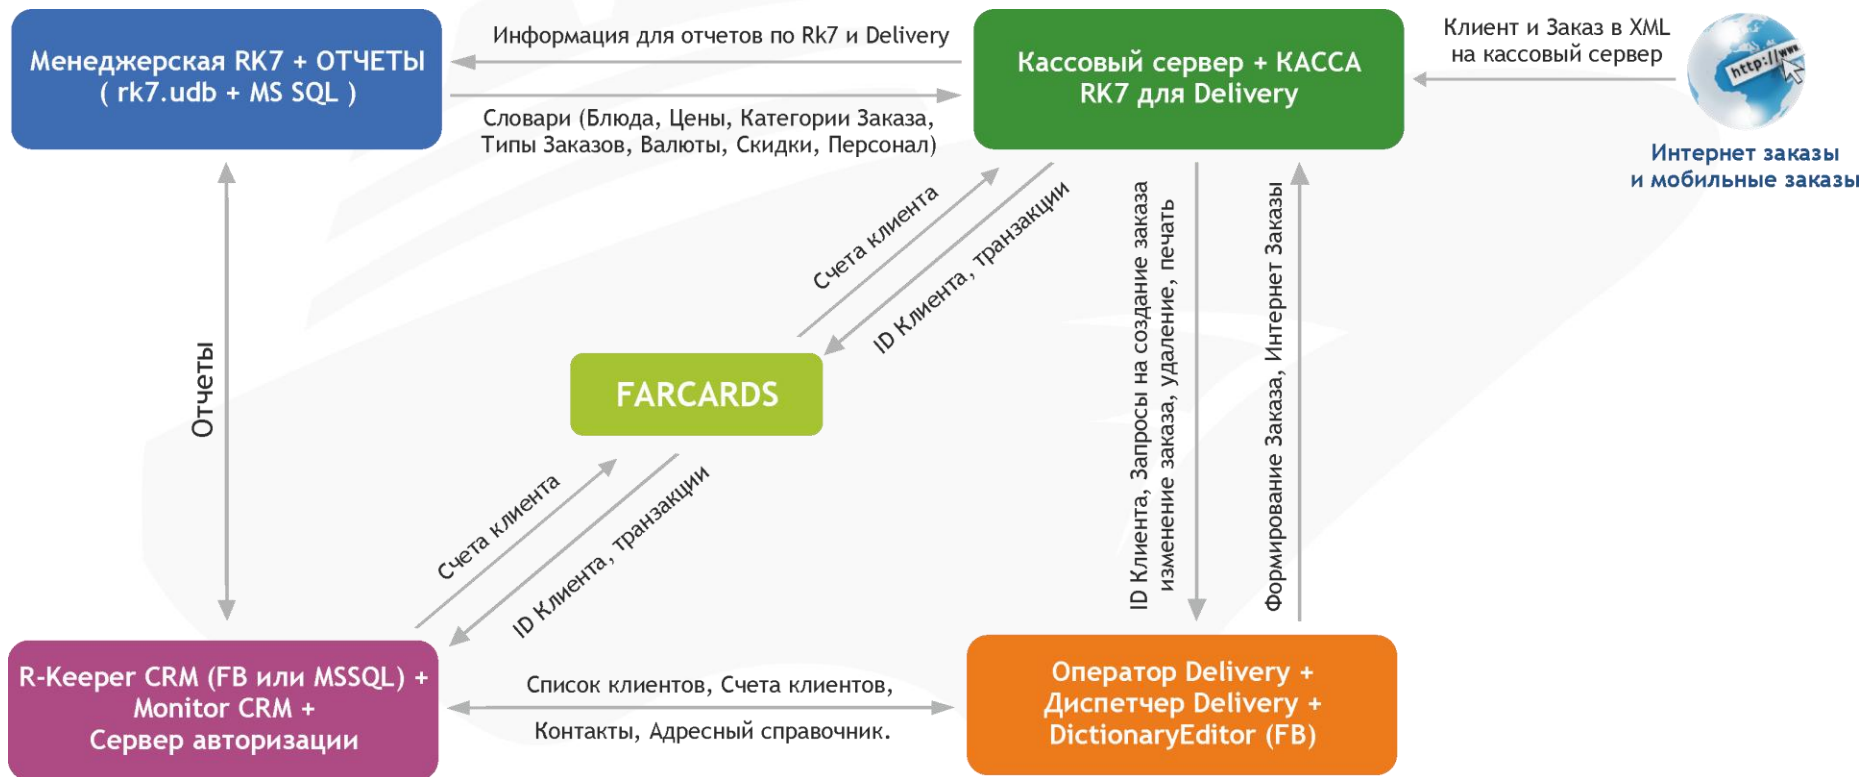 Менеджерская RK7 + ОТЧЕТЫ
( rk7.udb + MS SQL )
Информация для отчетов по Rk7 и Delivery
Словари (Блюда, Цены, Категории Заказа,
Типы Заказов, Валюты, Скидки, Персонал)
Кассовый сервер + КАССА
RK7 для Delivery
Клиент и Заказ в XML
на кассовый сервер
http://www.
Интернет заказы
и мобильные заказы
Счета клиента
ID Клиента, транзакции
ID Клиента, Запросы на создание заказа
изменение заказа, удаление, печать
Формирование Заказа, Интернет Заказы
Отчеты
FARCARDS
Счета клиента
ID Клиента, транзакции
R-Keeper CRM (FB или MSSQL) +
Monitor CRM +
Сервер авторизации
Список клиентов, Счета клиентов,
Контакты, Адресный справочник.
Оператор Delivery +
Диспетчер Delivery +
DictionaryEditor (FB)